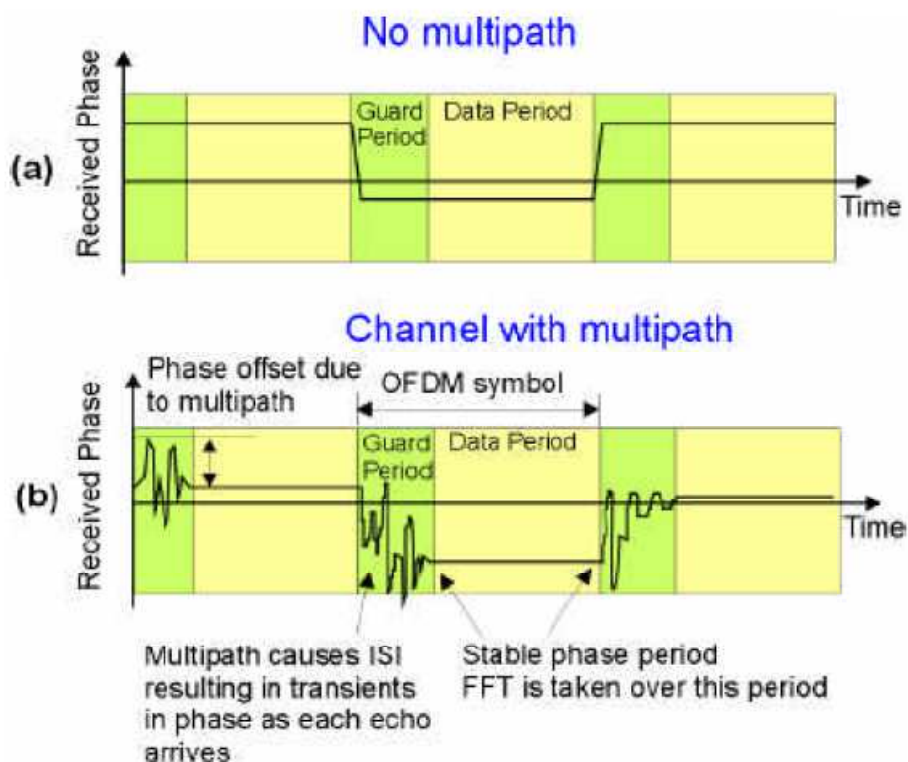 No multipath
Received Phase
(a)
Guard
Period
Data Period
Time
Channel with multipath
Phase offset due
to multipath
OFDM symbol
Received Phase
(b)
Guard
Period
Data Period
Time
Multipath causes ISI
resulting in transients
in phase as each echo
arrives
Stable phase period
FFT is taken over this period